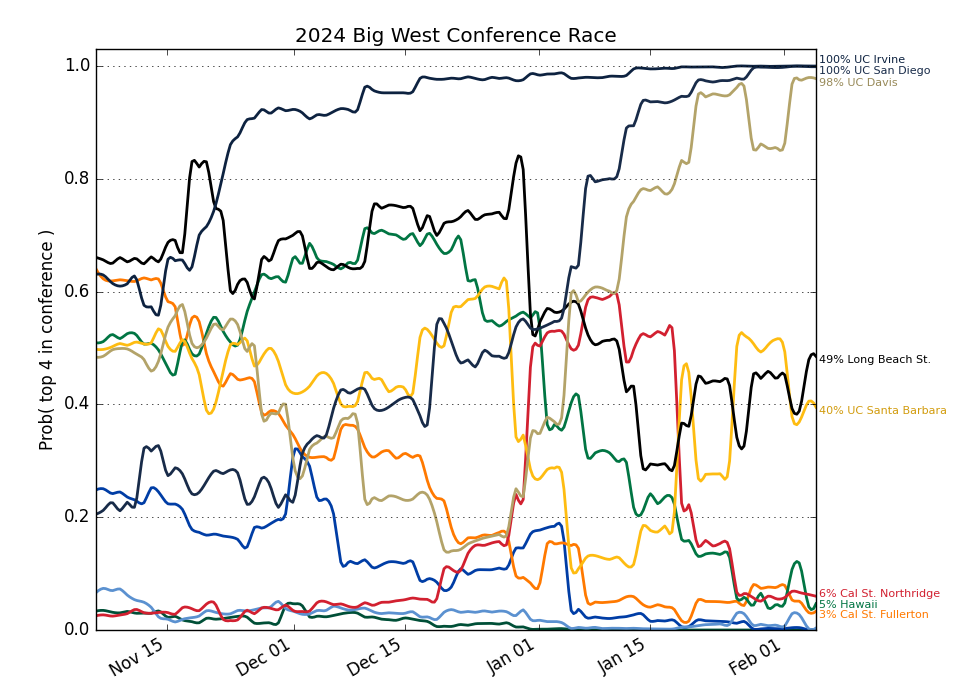 2024 Big West Conference Race
Prob( top 4 in conference )
1.0
0.8
0.6
0.4
0.2
0.0
Nov 15
Dec 01
Dec 15
Jan 01
Jan 15
Feb 01
100% UC Irvine
100% UC San Diego
98% UC Davis
49% Long Beach St.
40% UC Santa Barbara
6% Cal St. Northridge
5% Hawaii
3% Cal St. Fullerton